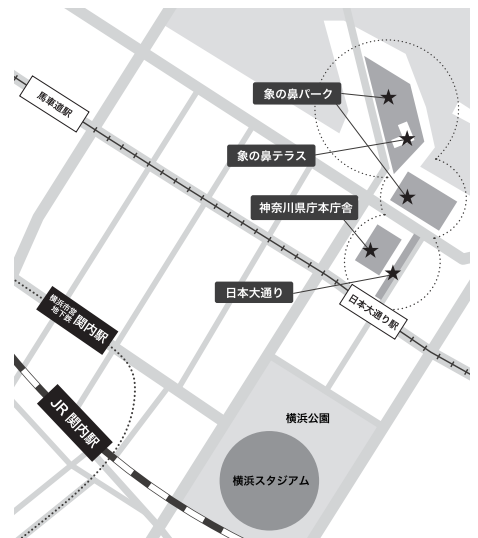 象の鼻パーク
馬車道駅
象の鼻テラス
神奈川県庁本庁舎
日本大通り
日本大通り駅
横浜市営
地下鉄 関内駅
JR 関内駅
横浜公園
横浜スタジアム